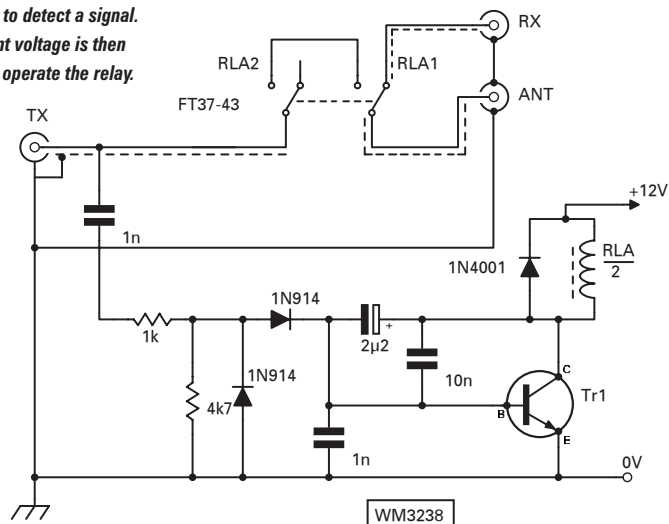 to detect a signal.
nt voltage is then
operate the relay.
RX
RLA2
RLA1
FT37-43
ANT
TX
+12V
1n
1N4001
RLA
2
1N914
1k
2µ2
+
1N914
10n
C
Tr1
4k7
B
1n
E
0V
WM3238